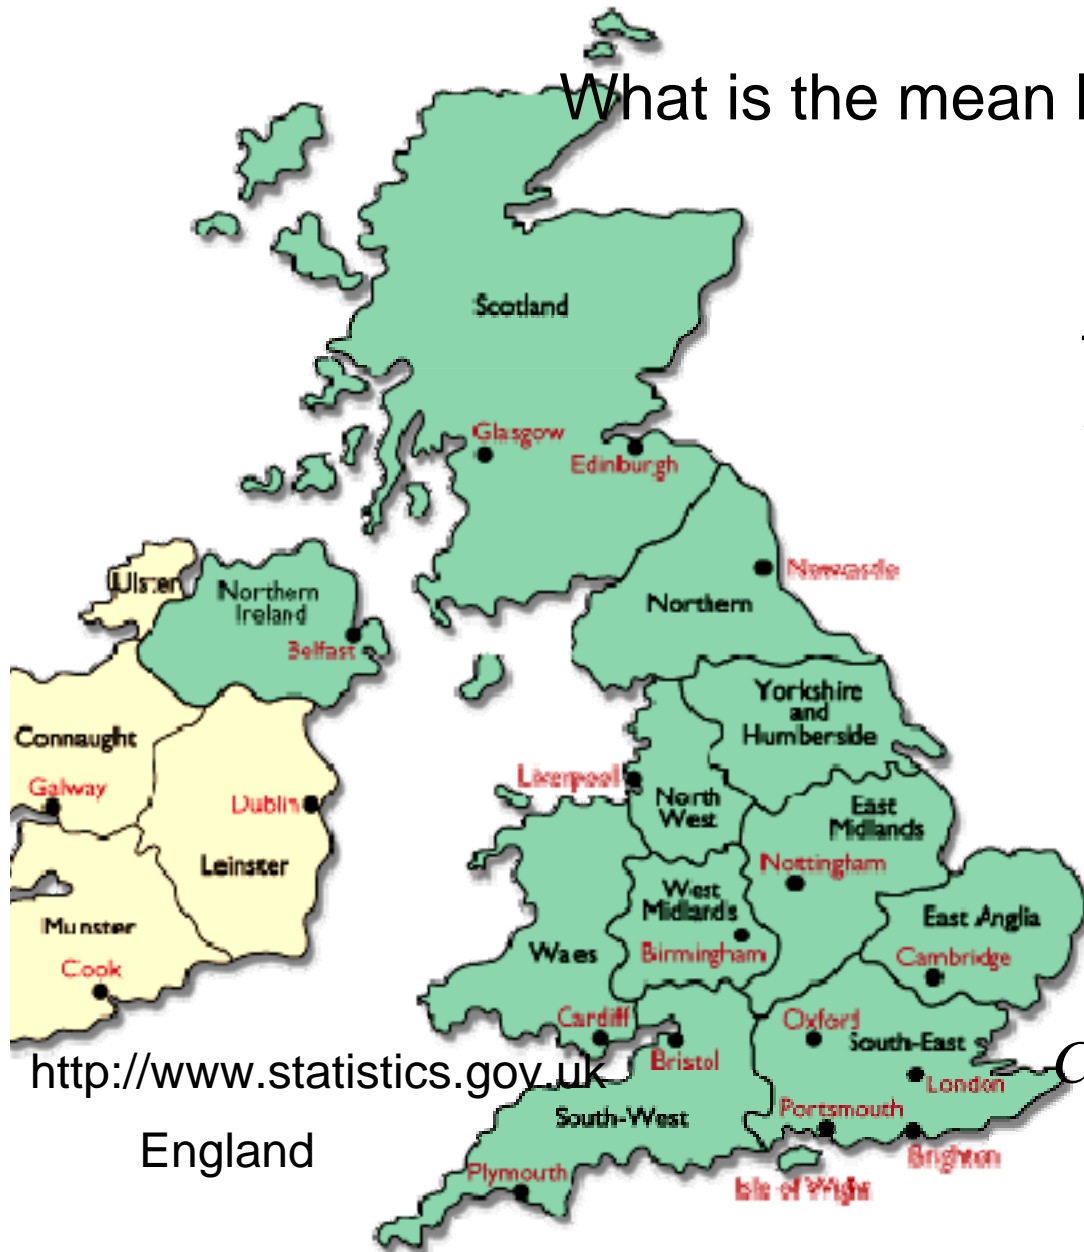 What is the mean
Scotland
Glasgow
Edinburgh
Newcastle
Ulster
Northern
Ireland
Northern
Belfast
Yorkshire
and
Humberside
Connaught
Galway
Liverpool
Dublin
North
West
East
Midlands
Leinster
Nottingham
West
Midlands
Munster
East Anglia
Wales
Birmingham
Cambridge
Cook
Cardiff
Oxford
Bristol
South-East
http://www.statistics.gov.uk
London
Portsmouth
South-West
England
Brighton
Plymouth
Isle of Wight